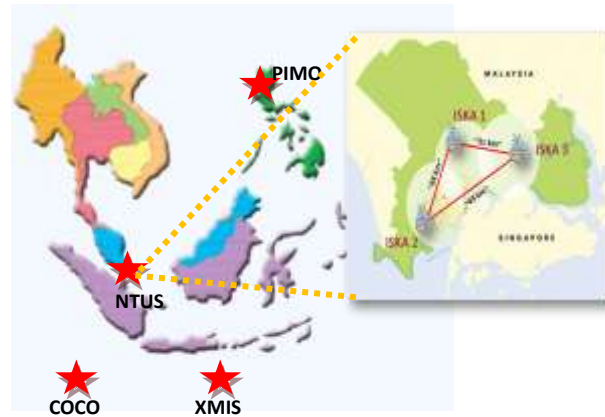 PIMO
MALAYSIA
ISKA 1
ISKA 3
ISKA 2
SINGAPORE
NTUS
COCO
XMIS